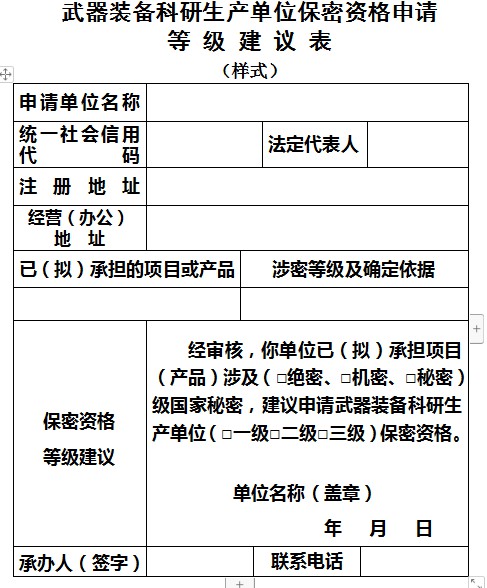 武器装备科研生产单位保密资格申请
等 级 建 议 表
（样式）
申请单位名称
统一社会信用
代 码
法定代表人
注 册 地 址
经营（办公）
地 址
已（拟）承担的项目或产品
涉密等级及确定依据
保密资格
等级建议
经审核，你单位已（拟）承担项目
（产品）涉及（□绝密、□机密、□秘密）
级国家秘密，建议申请武器装备科研生
产单位（□一级□二级□三级）保密资格。
单位名称（盖章）
年 月 日
承办人（签字）
联系电话